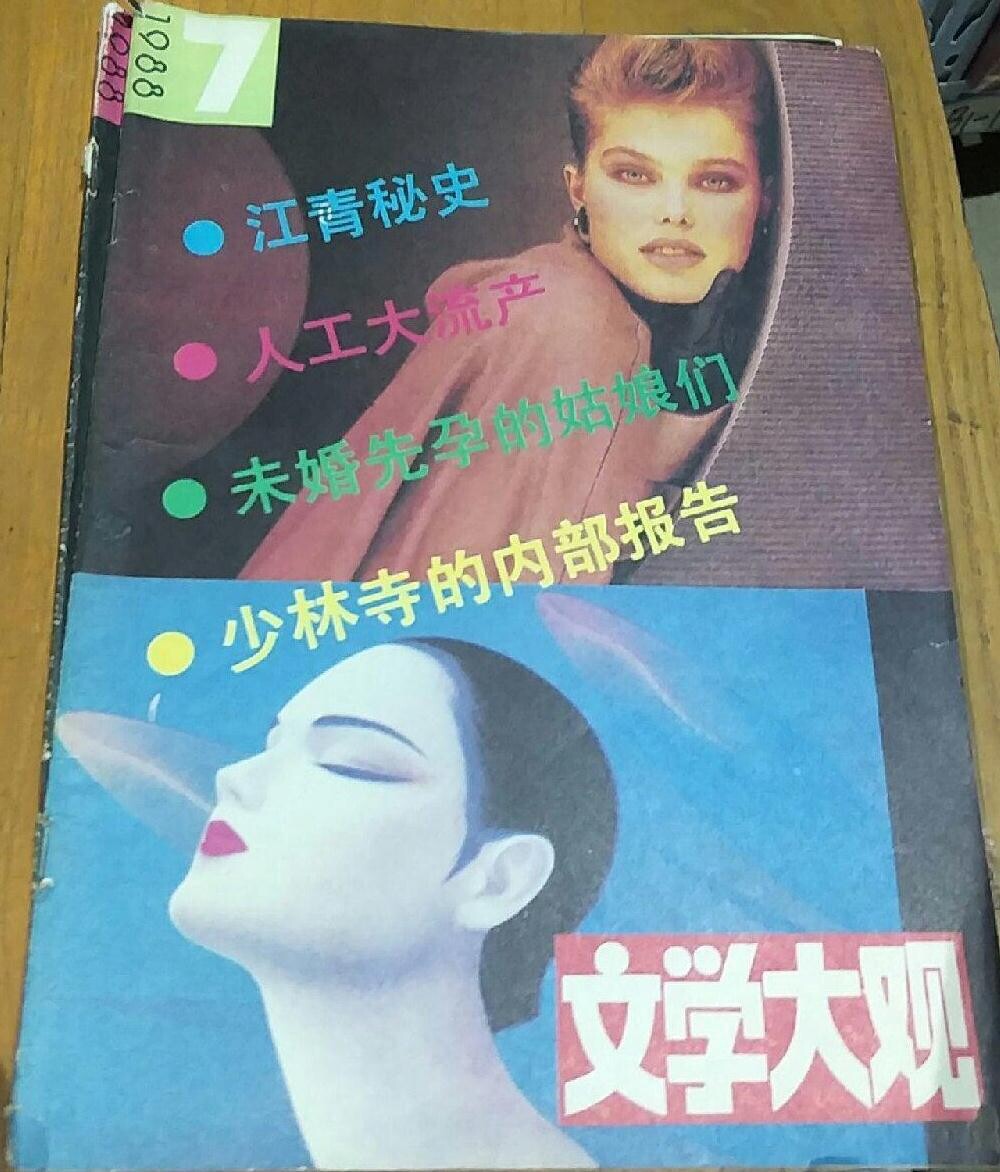 1988
1988
7
江青秘史
人工大流产
未婚先孕的姑娘们
少林寺的内部报告
文学大观